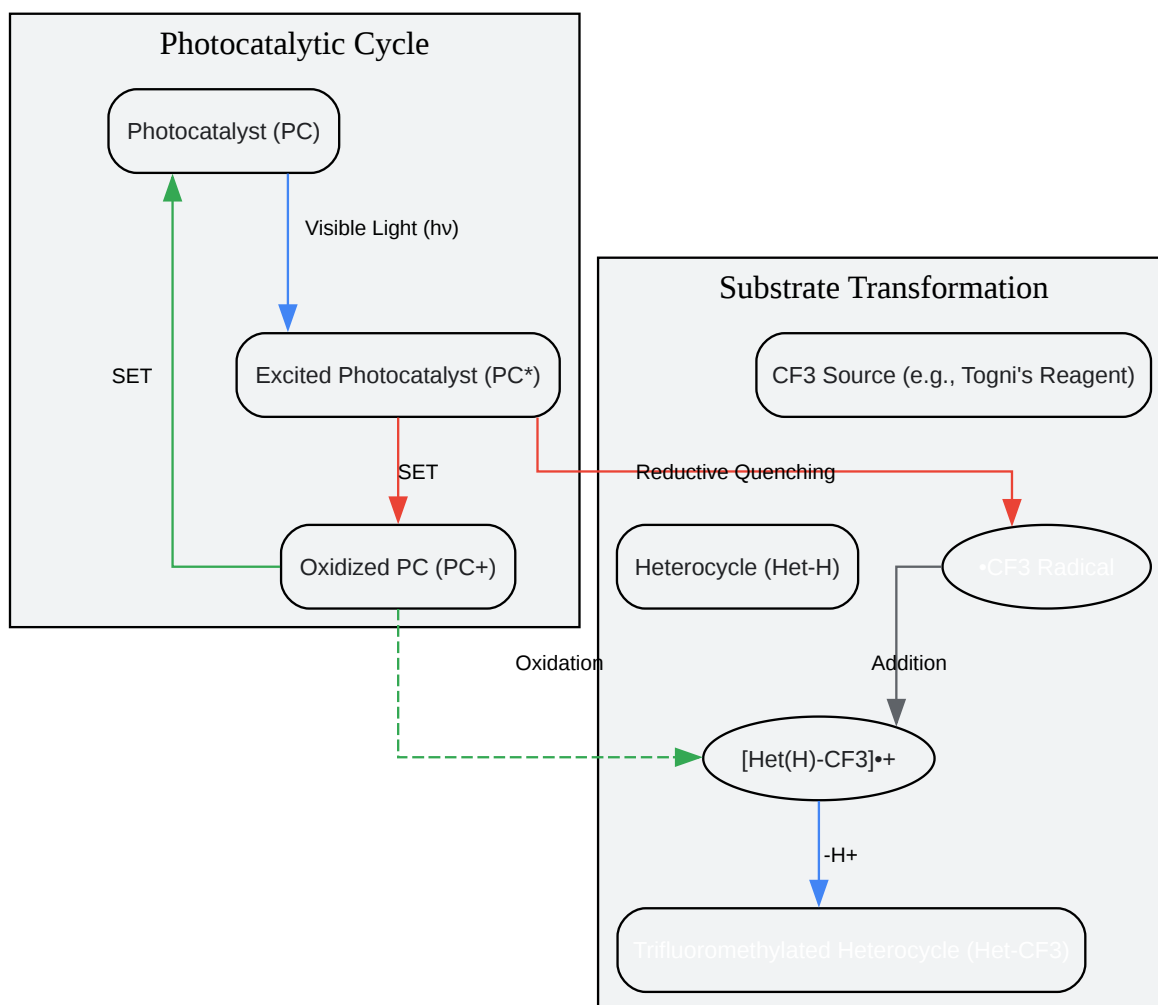 Photocatalytic Cycle
Photocatalyst (PC)
Visible Light (hν)
Substrate Transformation
SET
Excited Photocatalyst (PC*)
CF3 Source (e.g., Togni's Reagent)
SET
Reductive Quenching
Oxidized PC (PC+)
Heterocycle (Het-H)
•CF3 Radical
Oxidation
Addition
[Het(H)-CF3]•+
-H+
Trifluoromethylated Heterocycle (Het-CF3)